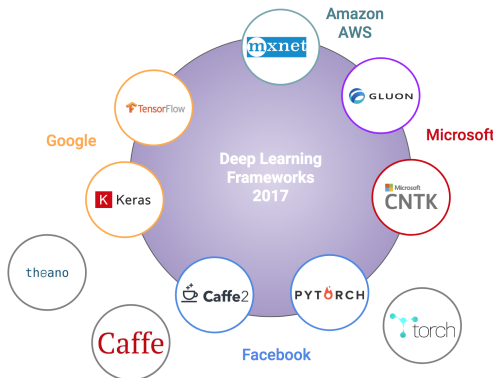 Amazon
AWS
mxnet
GLUON
TensorFlow
Google
Microsoft
Deep Learning
Frameworks
2017
K Keras
Microsoft
CNTK
theano
Caffe2
PYTORCH
Caffe
torch
Facebook